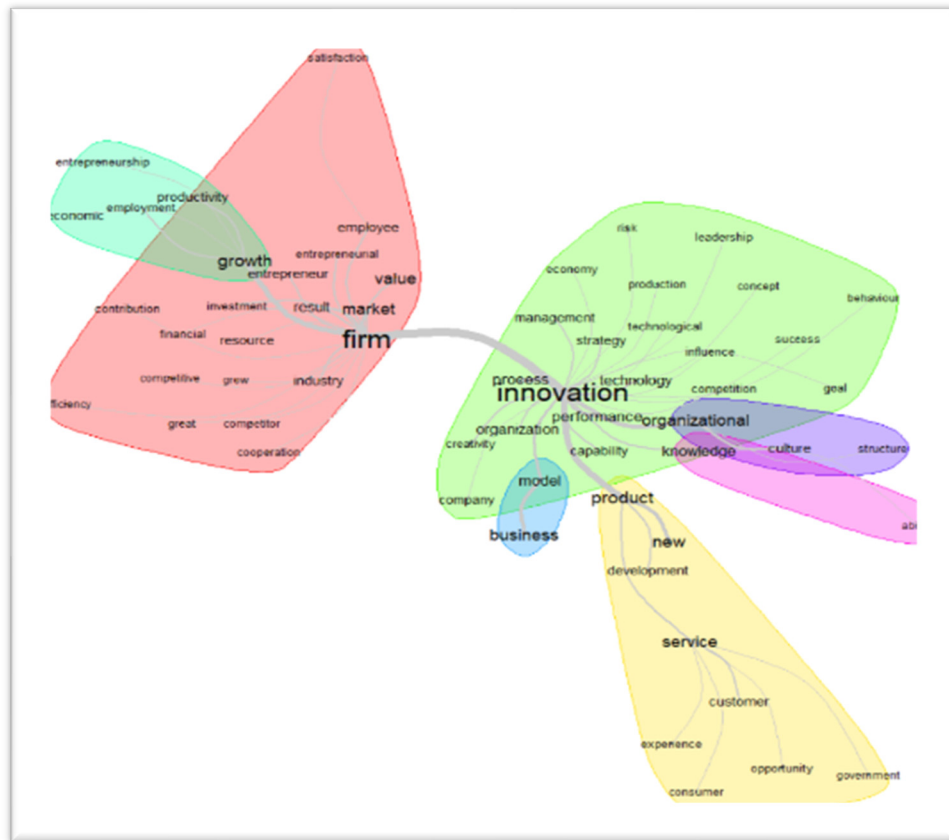 satisfaction
entrepreneurship
productivity
employment
economic
employee
entrepreneurial
growth
entrepreneur
value
contribution
investment
result
market
financial
resource
firm
competitive
grew
industry
fficiency
great
competitor
cooperation
risk
leadership
economy
production
concept
behaviour
management
technological
strategy
success
influence
process
technology
innovation
competition
goal
performance
organizational
organization
creativity
capability
knowledge
culture
structure
model
company
product
business
new
abi
development
service
customer
experience
opportunity
government
consumer